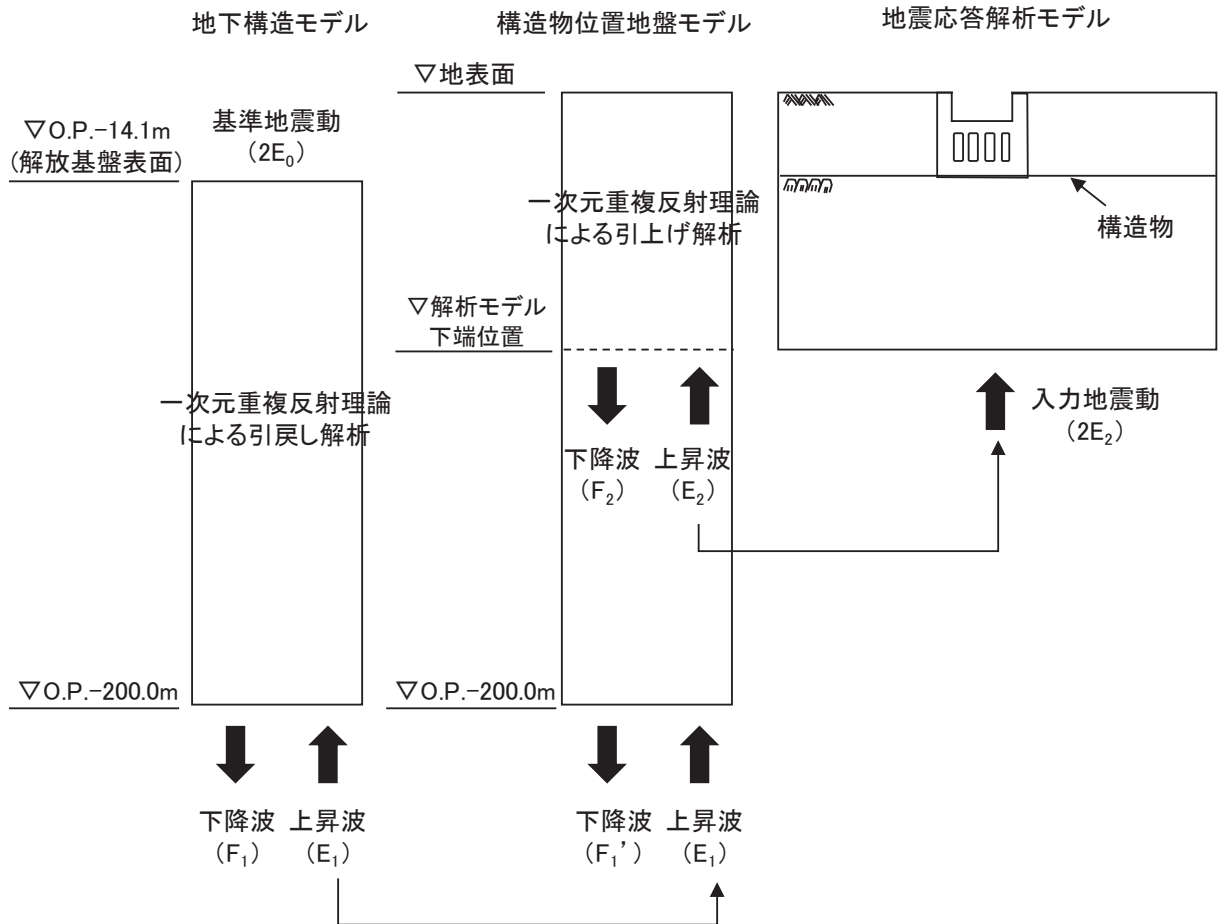 地下構造モデル
構造物位置地盤モデル
地震応答解析モデル
▽O.P.-14.1m
(解放基盤表面)
基準地震動
(2E₀)
一次元重複反射理論
による引戻し解析
▽O.P.-200.0m
下降波 上昇波
(F₁) (E₁)
▽地表面
一次元重複反射理論
による引上げ解析
▽解析モデル
下端位置
下降波 上昇波
(F₂) (E₂)
▽O.P.-200.0m
下降波 上昇波
(F₁’) (E₁)
構造物
入力地震動
(2E₂)